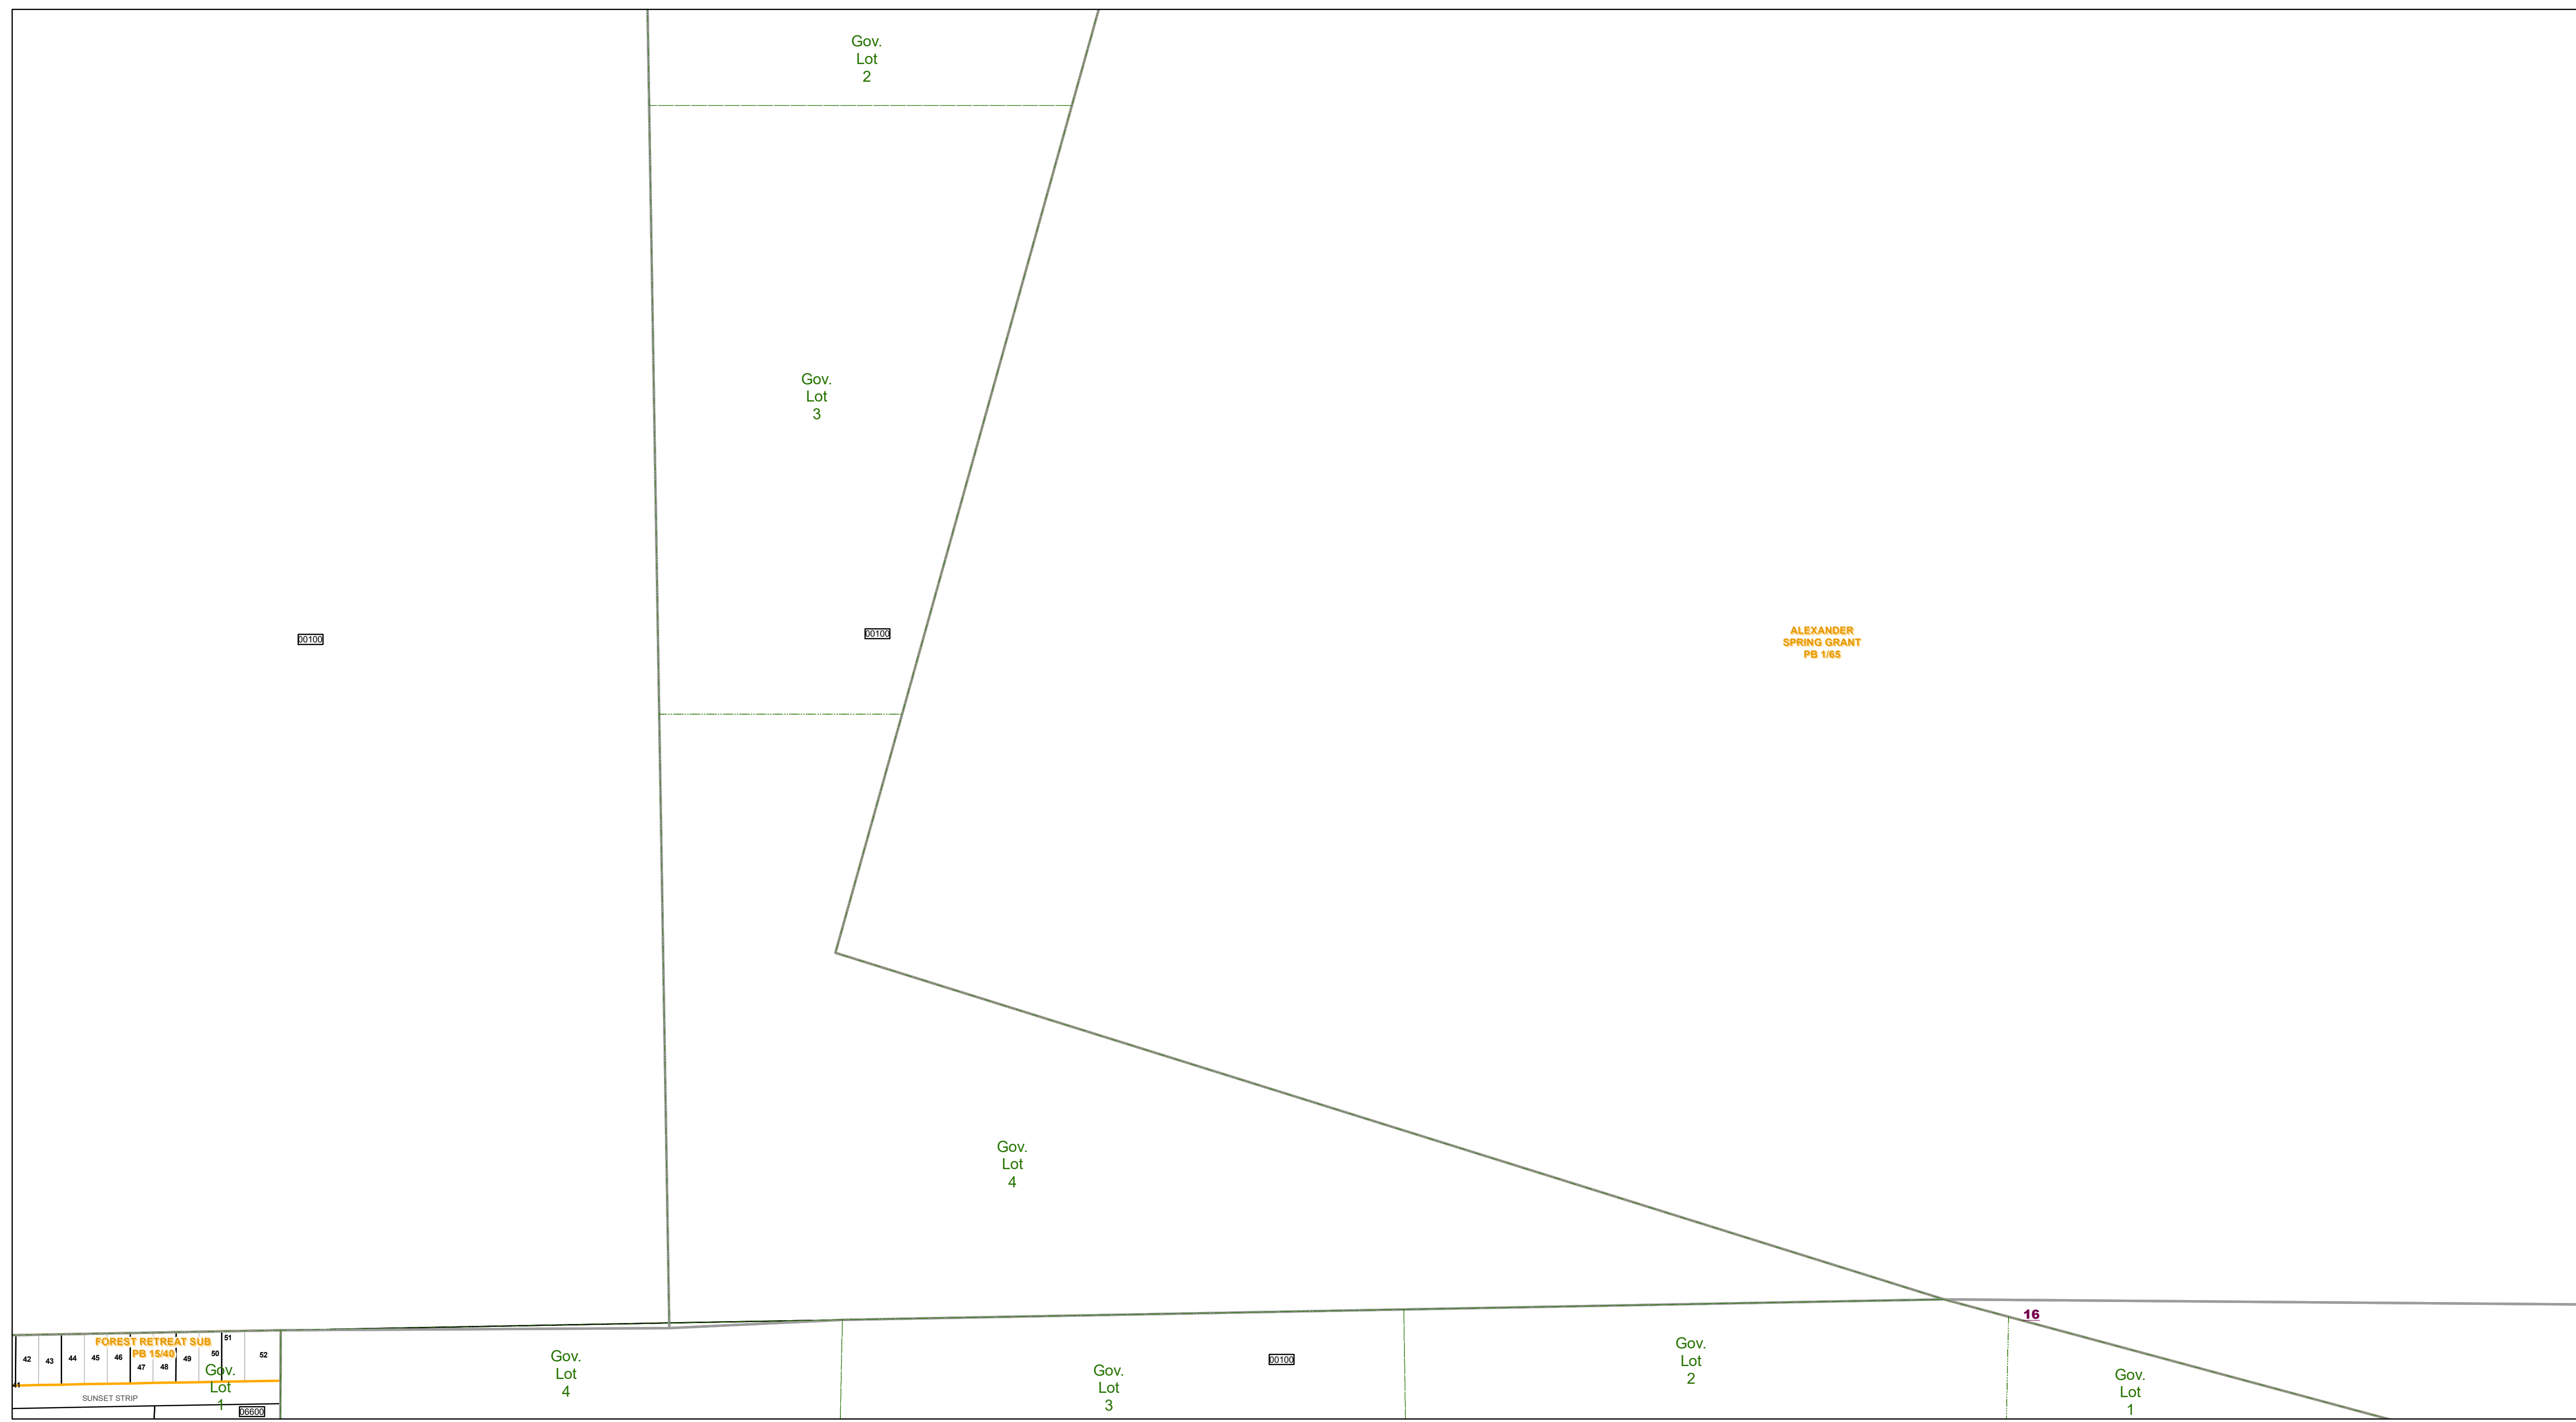 Gov.
Lot
2
Gov.
Lot
3
00100
00100
ALEXANDER
SPRING GRANT
PB 1/65
Gov.
Lot
4
16
FOREST RETREAT SUB
PB 15/40
41
42
43
44
45
46
47
48
49
50
51
52
Gov.
Lot
1
SUNSET STRIP
06600
Gov.
Lot
4
Gov.
Lot
3
00100
Gov.
Lot
2
Gov.
Lot
1